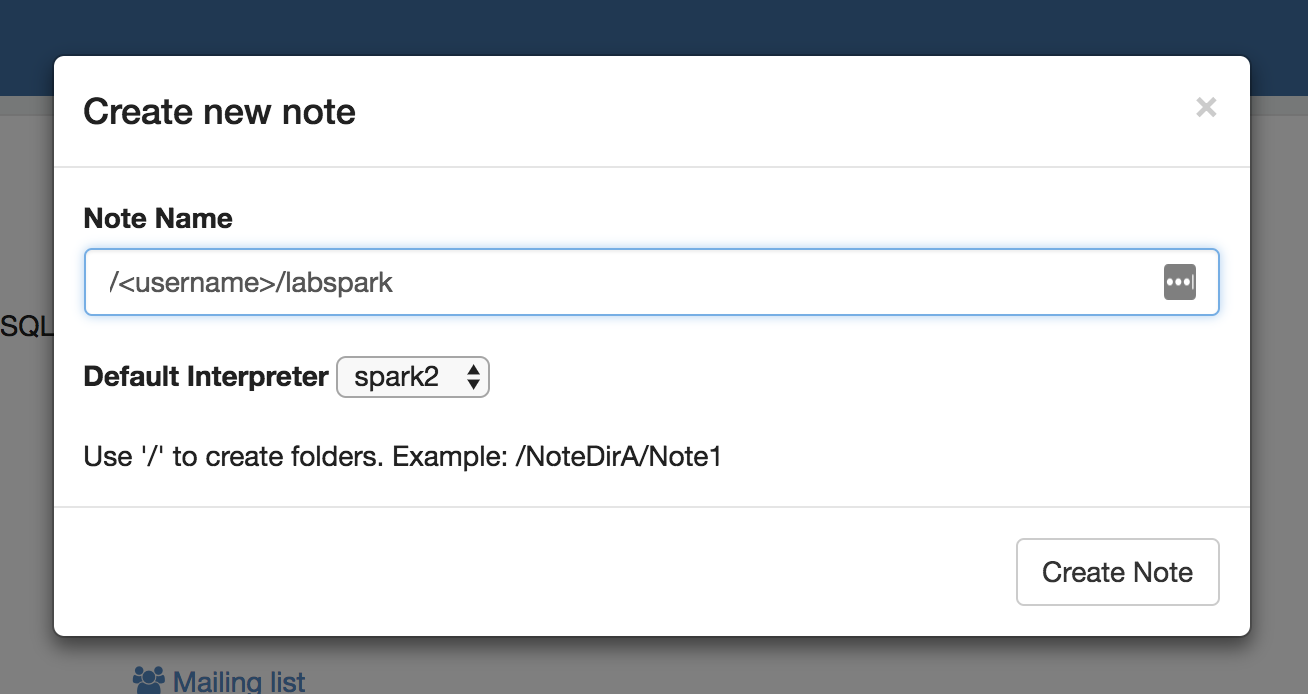 Create new note
×
Note Name
/<username>/labspark
SQL
Default Interpreter spark2
Use '/' to create folders. Example: /NoteDirA/Note1
Create Note
Mailing list